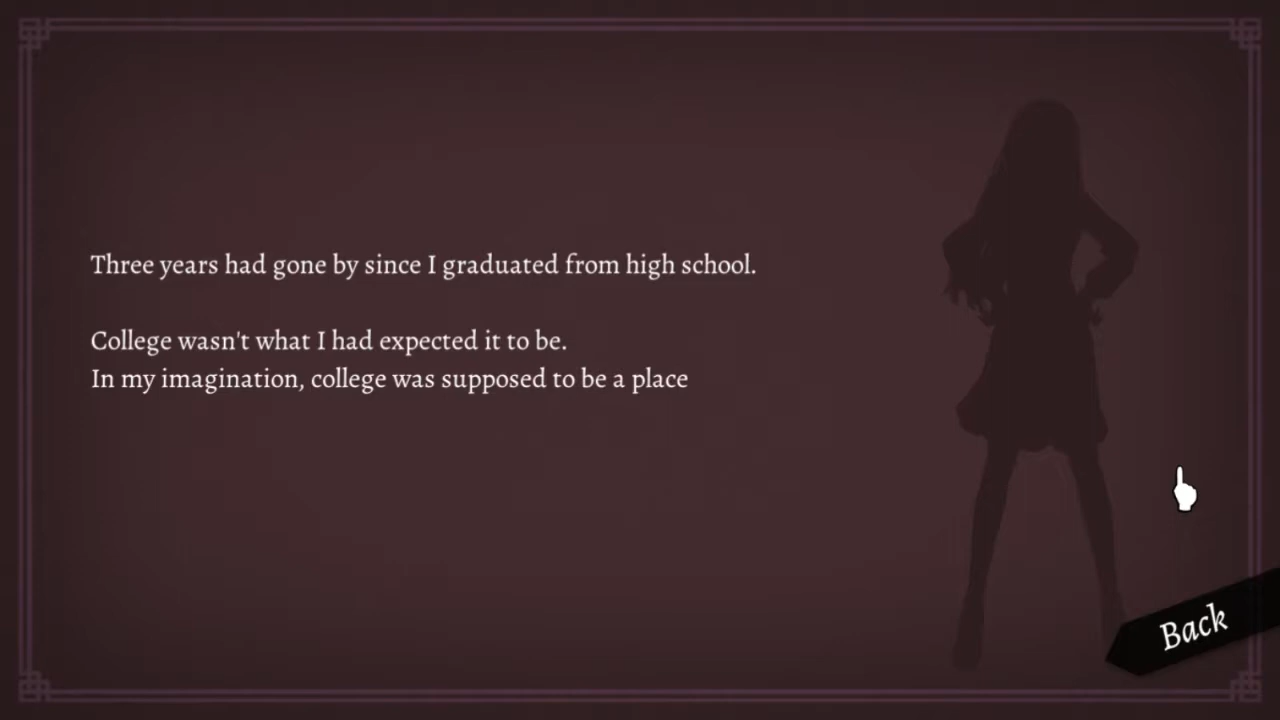 Three years had gone by since I graduated from high school.
College wasn't what I had expected it to be.
In my imagination, college was supposed to be a place
Back